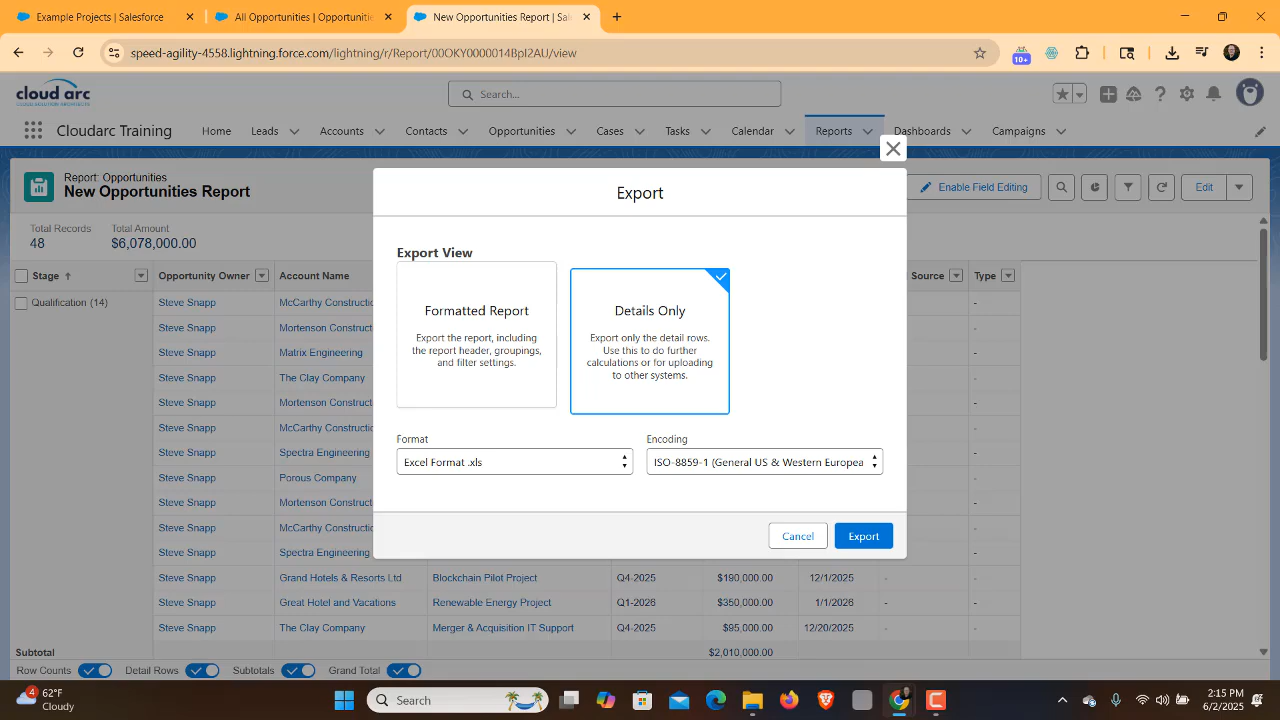 Example Projects | Salesforce
All Opportunities | Opportunitie
New Opportunities Report | Sal
speed-agility-4558.lightning.force.com/lightning/r/Report/00OKY0000014BpI2AU/view
10+
cloud arc
CLOUD SOLUTION ARCHITECTS
Search...
Cloudarc Training
Home
Leads
Accounts
Contacts
Opportunities
Cases
Tasks
Calendar
Reports
Dashboards
Campaigns
Report: Opportunities
New Opportunities Report
Enable Field Editing
Edit
Total Records
48
Total Amount
$6,078,000.00
Export
Export View
Formatted Report
Export the report, including
the report header, groupings,
and filter settings.
Details Only
Export only the detail rows.
Use this to do further
calculations or for uploading
to other systems.
Format
Excel Format .xls
Encoding
ISO-8859-1 (General US & Western Europea
Cancel
Export
Stage
Opportunity Owner
Account Name
Source
Type
Qualification (14)
Steve Snapp McCarthy Constructic -
Steve Snapp Mortenson Construct -
Steve Snapp Matrix Engineering -
Steve Snapp The Clay Company -
Steve Snapp Mortenson Construct -
Steve Snapp McCarthy Constructic -
Steve Snapp Spectra Engineering -
Steve Snapp Porous Company -
Steve Snapp Mortenson Construct -
Steve Snapp McCarthy Constructic -
Steve Snapp Spectra Engineering -
Steve Snapp Grand Hotels & Resorts Ltd Blockchain Pilot Project Q4-2025 $190,000.00 12/1/2025 - -
Steve Snapp Great Hotel and Vacations Renewable Energy Project Q1-2026 $350,000.00 1/1/2026 - -
Steve Snapp The Clay Company Merger & Acquisition IT Support Q4-2025 $95,000.00 12/20/2025 - -
Subtotal $2,010,000.00
Row Counts
Detail Rows
Subtotals
Grand Total
4
62°F
Cloudy
Search
2:15 PM
6/2/2025